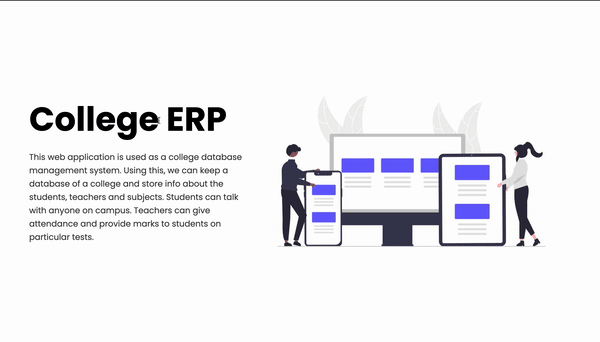 College ERP
This web application is used as a college database
management system. Using this, we can keep a
database of a college and store info about the
students, teachers and subjects. Students can talk
with anyone on campus. Teachers can give
attendance and provide marks to students on
particular tests.